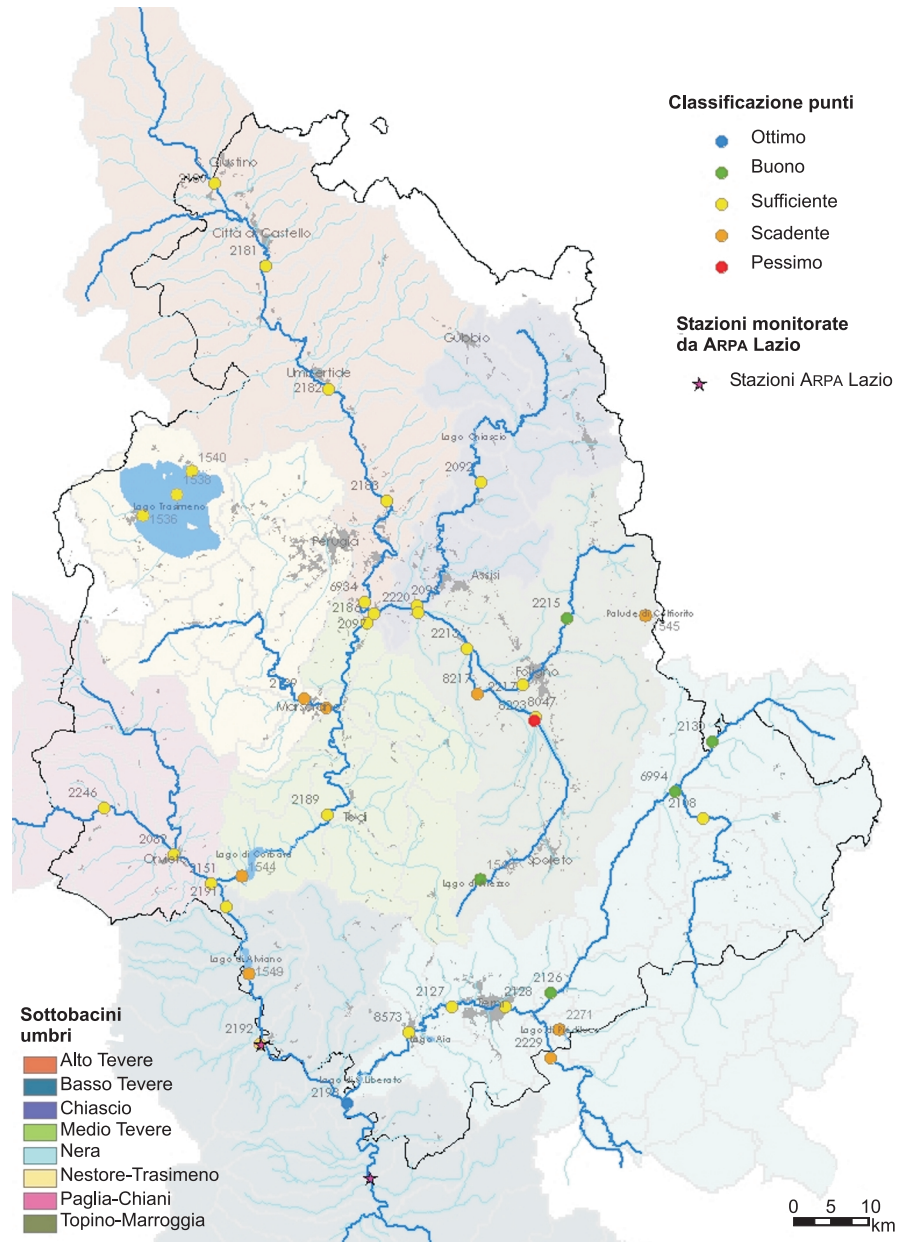 Classificazione punti
Ottimo
Buono
Sufficiente
Scadente
Pessimo
Stazioni monitorate
da ARPA Lazio
Stazioni ARPA Lazio
S. Giustino
Città di Castello
2181
Gubbio
Umbertide
2182
Lago Chiascio
2092
1540
1538
Lago Trasimeno
1536
2183
Perugia
Assisi
6934
2220
2186
2215
Palude di Colfiorito
1545
2213
Foligno
8217
8223
8047
Marsciano
2130
6994
2108
2246
2189
Todi
Orvieto
Lago di Corbara
1544
2151
2191
Spoleto
Lago di Alviano
1549
2126
2127
2128
Terni
8573
Lago Aia
2271
2229
2192
Lago di S. Liberato
Sottobacini
umbri
Alto Tevere
Basso Tevere
Chiascio
Medio Tevere
Nera
Nestore-Trasimeno
Paglia-Chiani
Topino-Marroggia
0 5 10
km